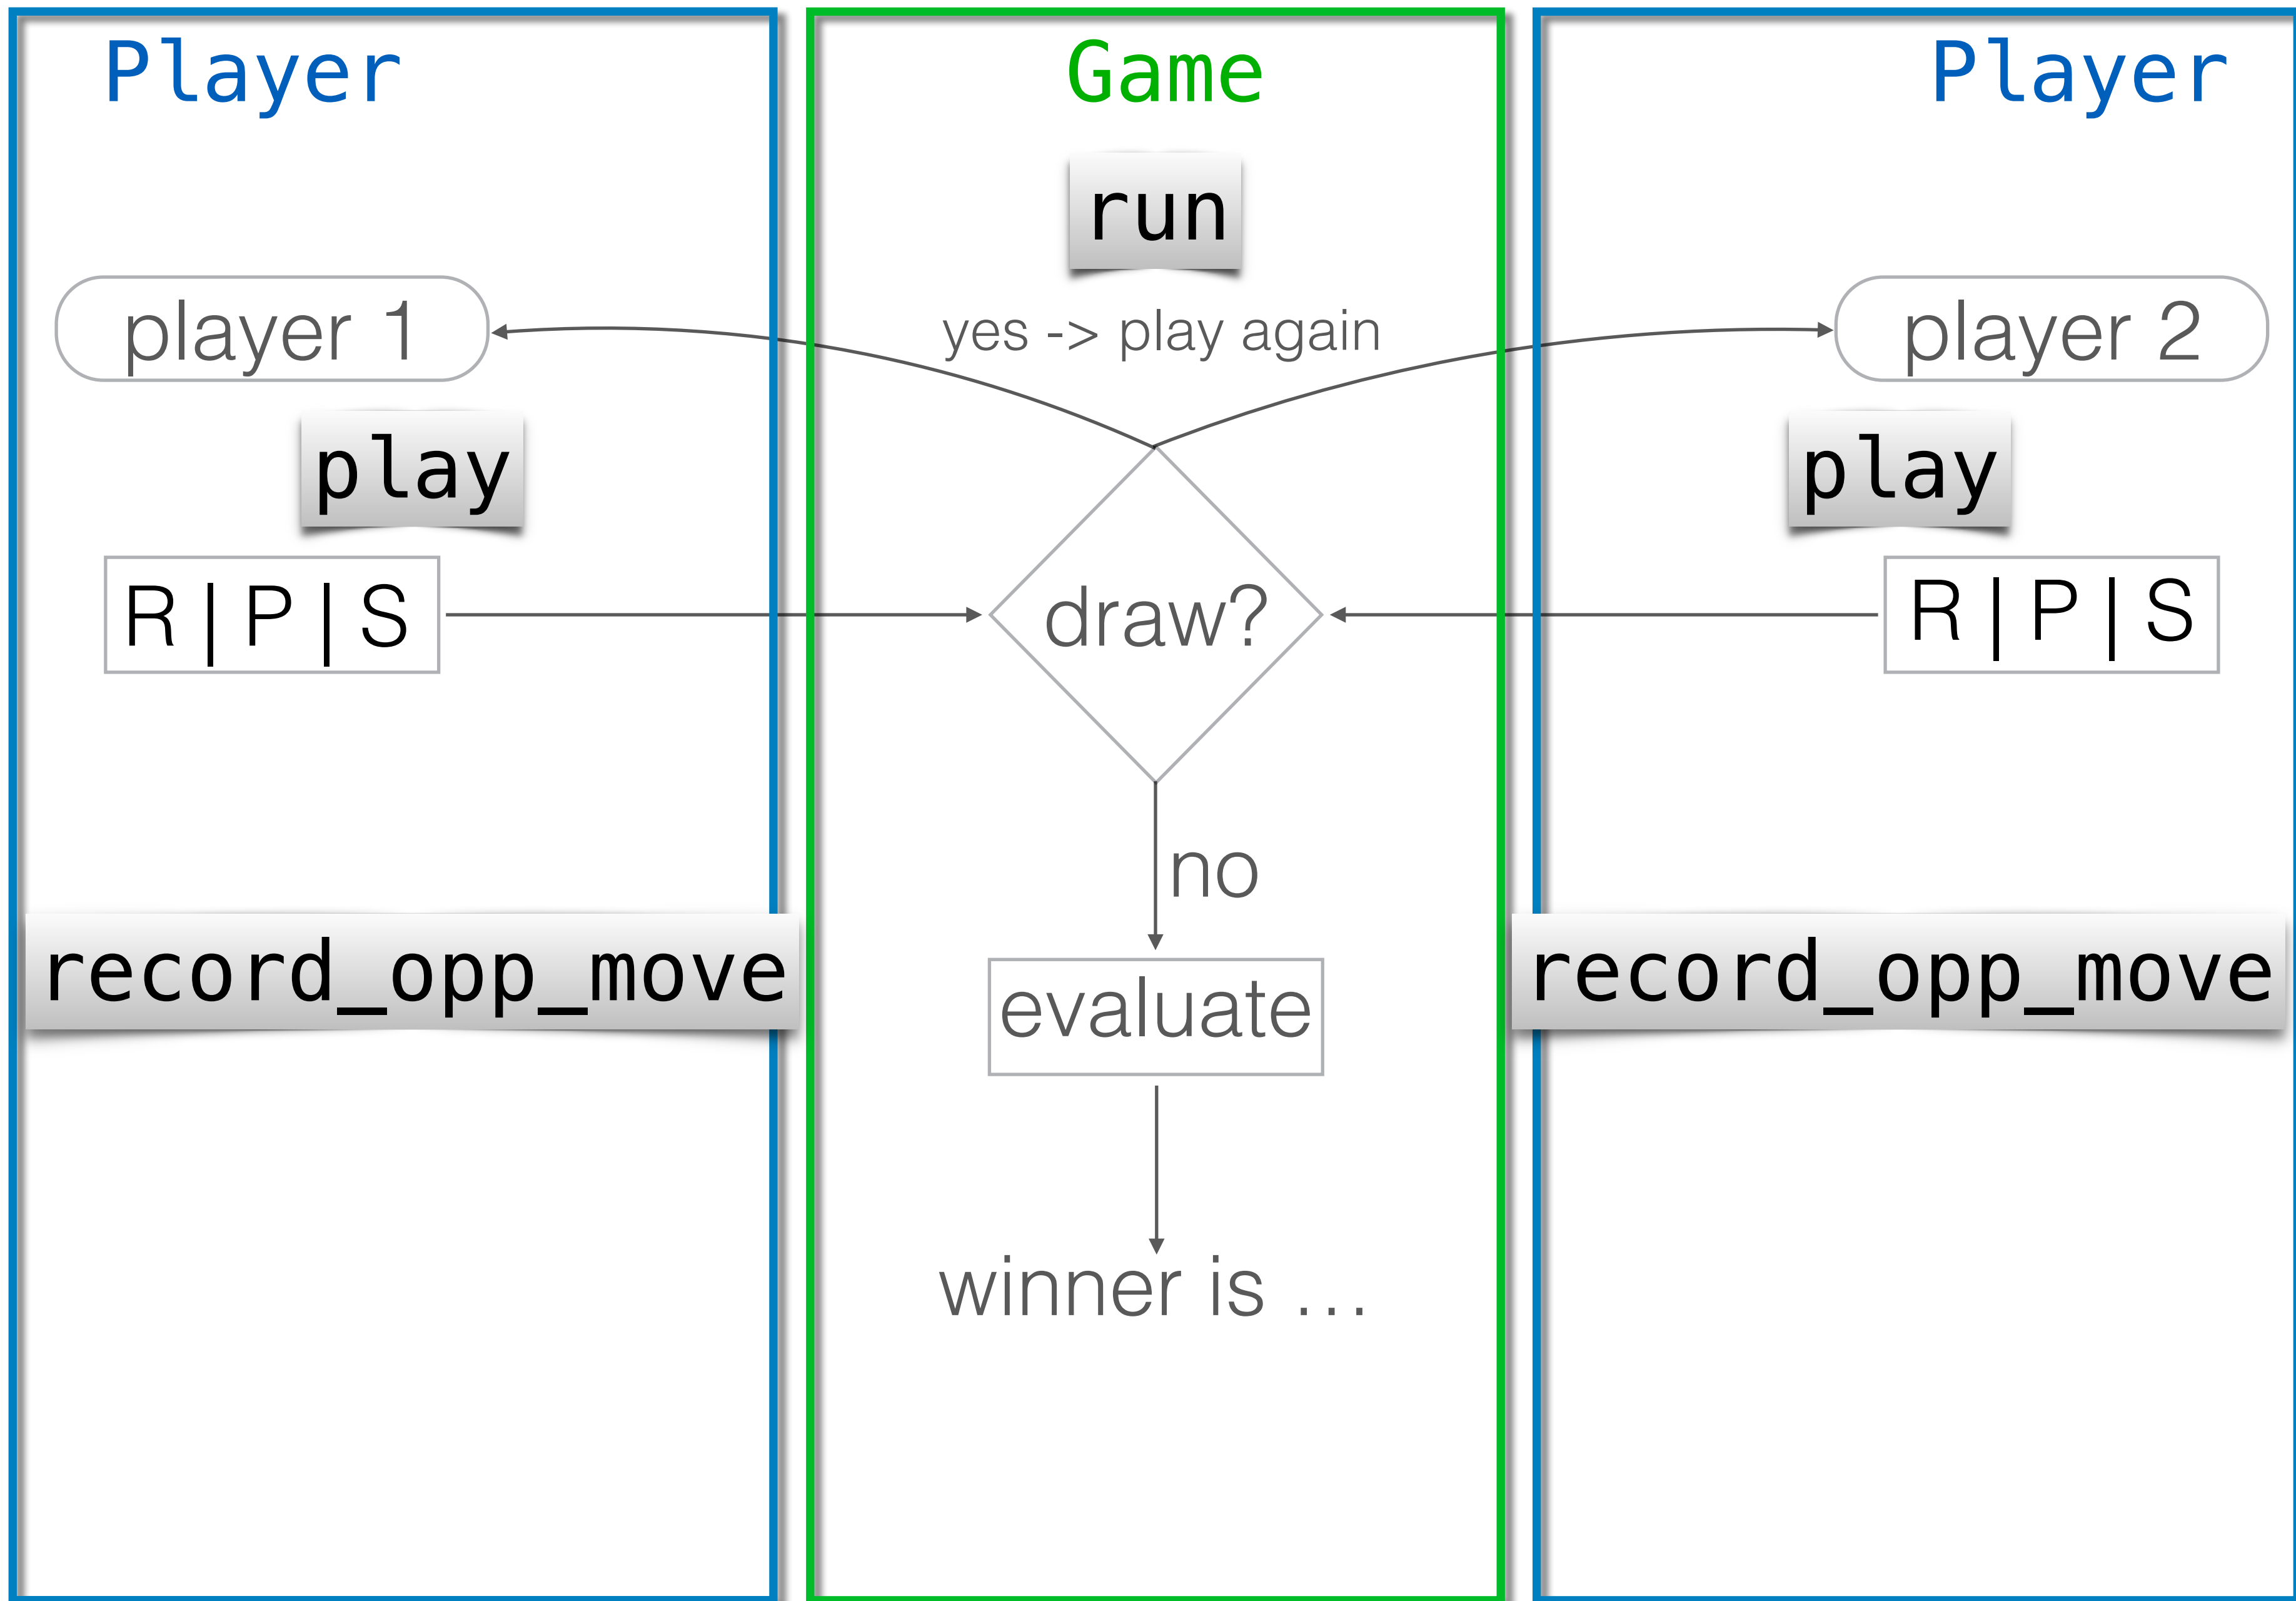 Player
Game
Player
run
player 1
yes -> play again
player 2
play
play
R | P | S
draw?
R | P | S
no
record_opp_move
evaluate
record_opp_move
winner is …